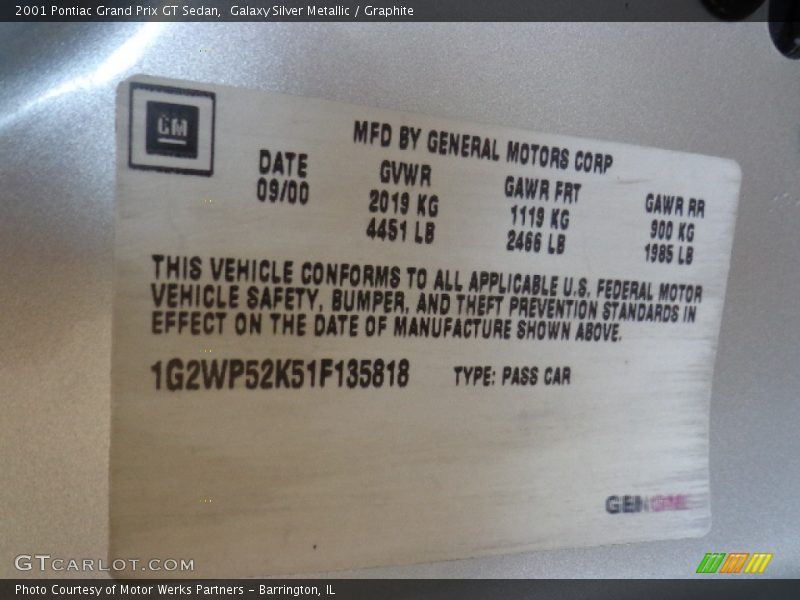 2001 Pontiac Grand Prix GT Sedan,  Galaxy Silver Metallic / Graphite
GM
MFD BY GENERAL MOTORS CORP
DATE GVWR GAWR FRT GAWR RR
09/00 2019 KG 1119 KG 900 KG
4451 LB 2466 LB 1985 LB
THIS VEHICLE CONFORMS TO ALL APPLICABLE U.S. FEDERAL MOTOR
VEHICLE SAFETY, BUMPER, AND THEFT PREVENTION STANDARDS IN
EFFECT ON THE DATE OF MANUFACTURE SHOWN ABOVE.
1G2WP52K51F135818 TYPE: PASS CAR
GTCARLOT.COM
Photo Courtesy of Motor Werks Partners - Barrington, IL